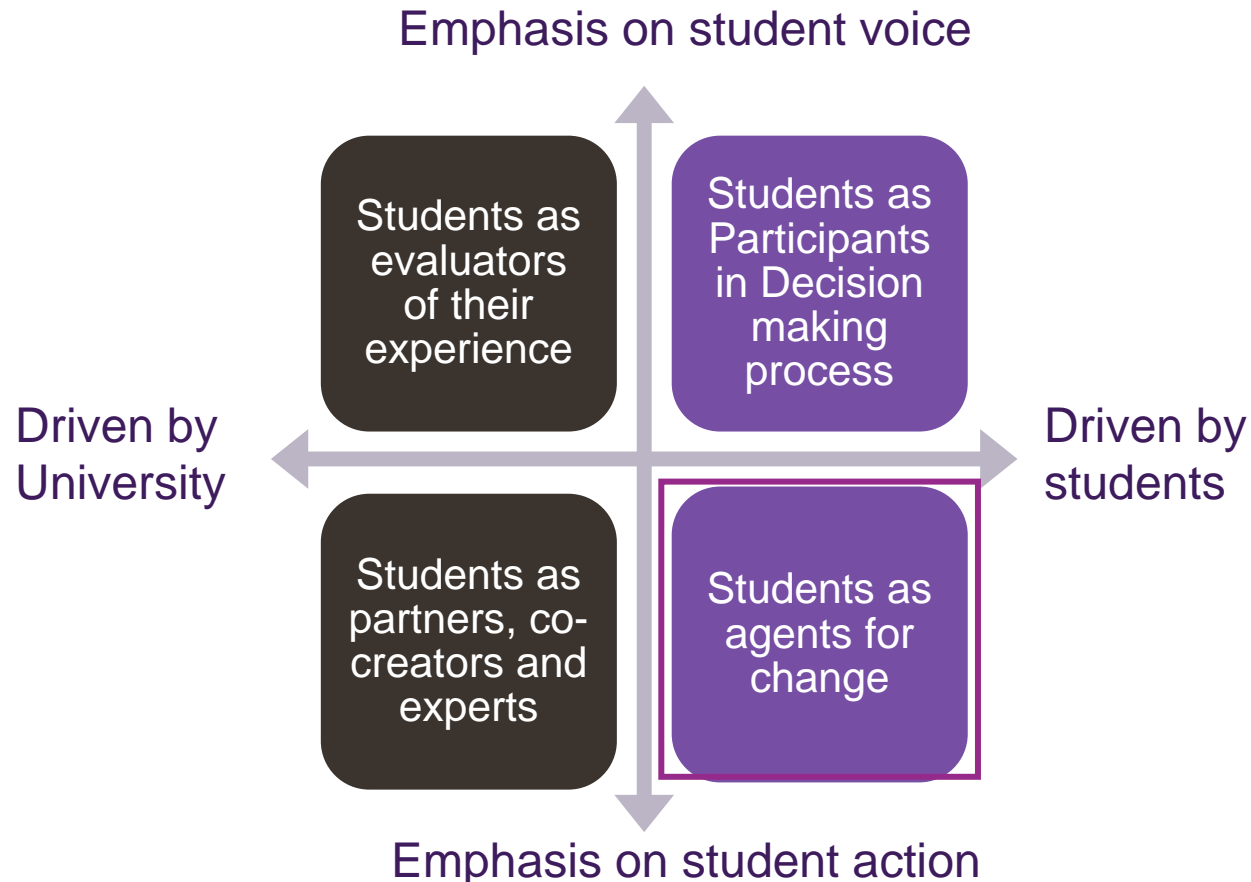 Emphasis on student voice
Students as
evaluators
of their
experience
Students as
Participants
in Decision
making
process
Driven by
University
Driven by
students
Students as
partners, co-
creators and
experts
Students as
agents for
change
Emphasis on student action